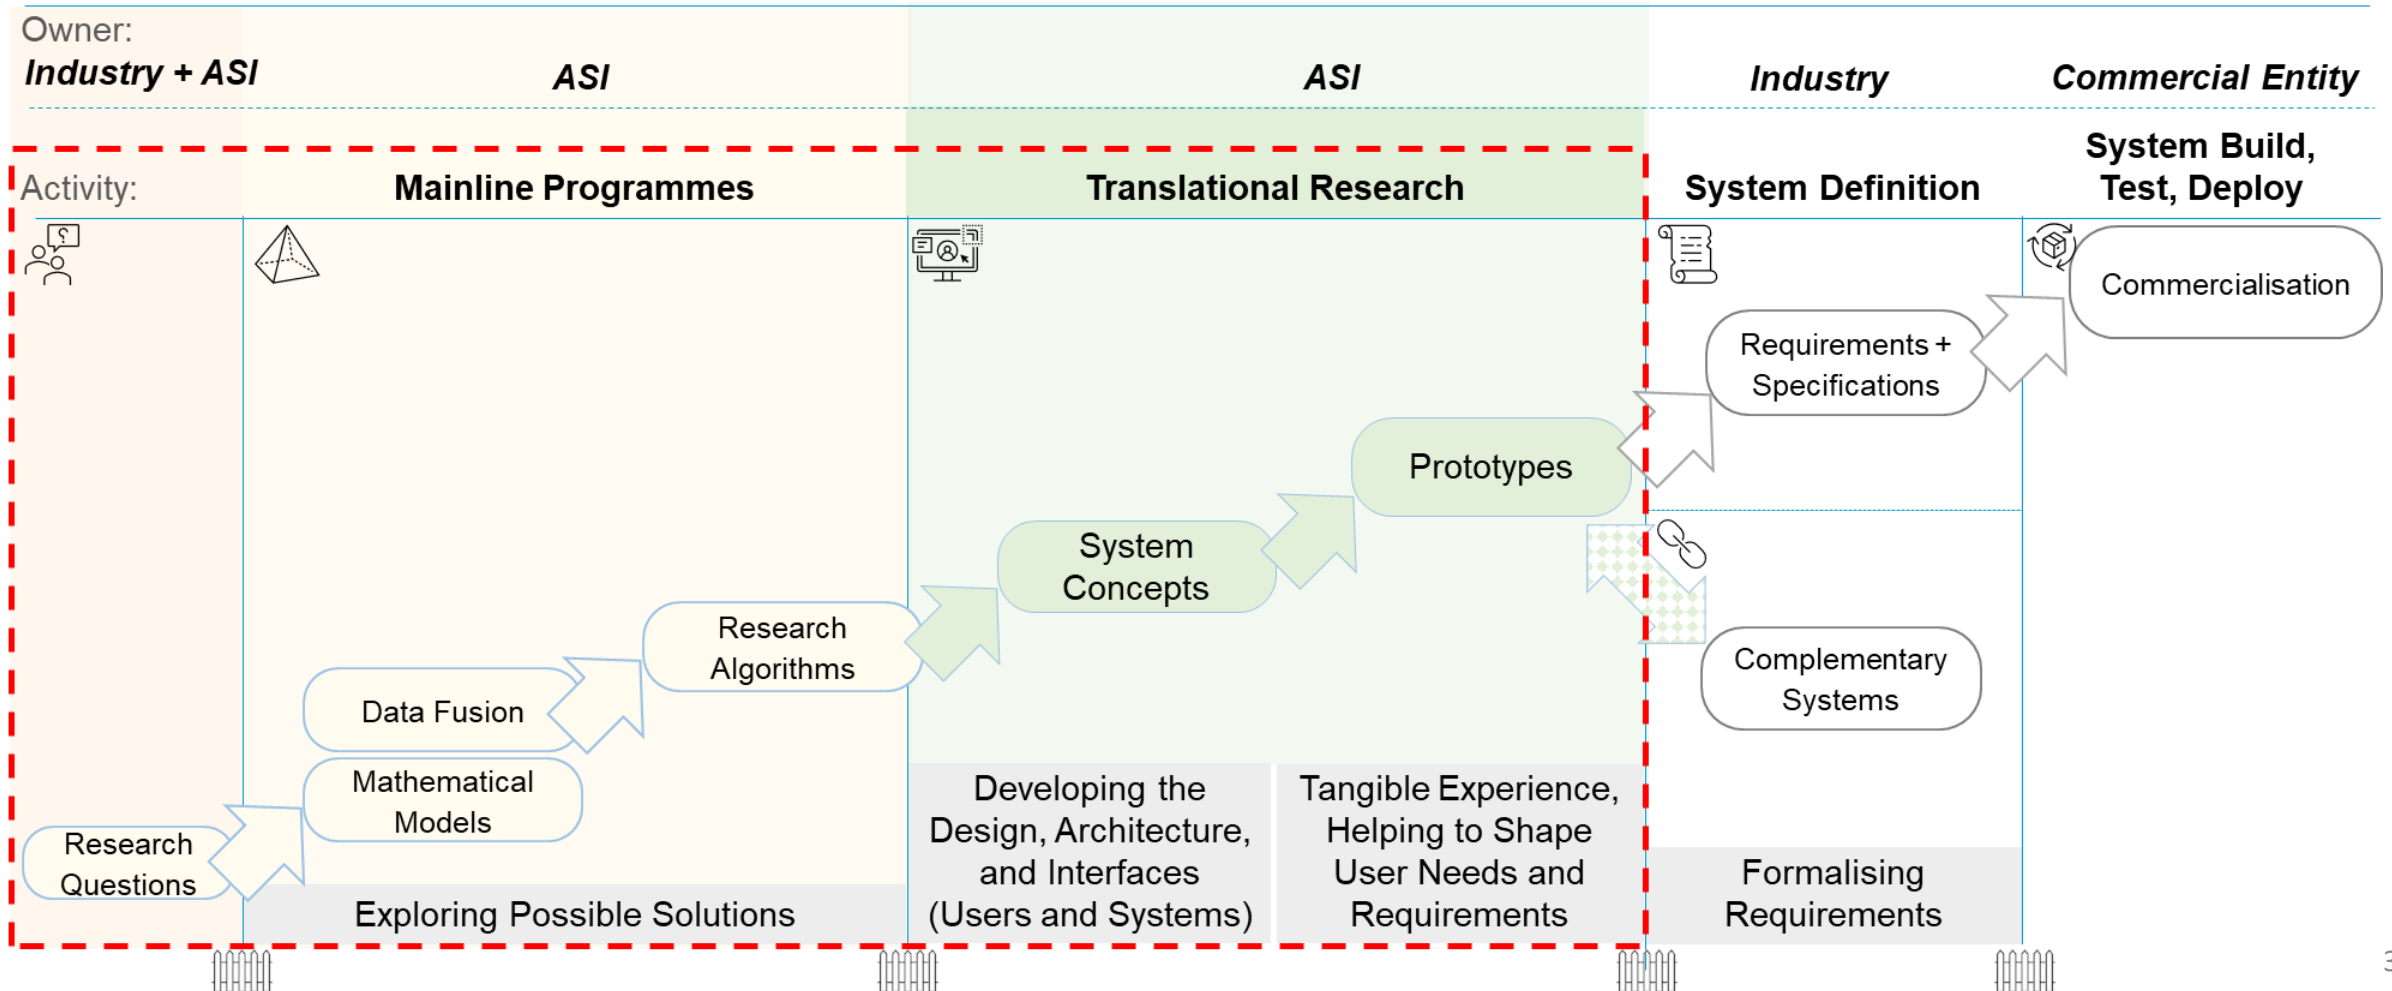 Owner:
Industry + ASI
ASI
ASI
Industry
Commercial Entity
Activity:
Mainline Programmes
Translational Research
System Definition
System Build,
Test, Deploy
?
Commercialisation
Requirements +
Specifications
Prototypes
System
Concepts
Research
Algorithms
Complementary
Systems
Data Fusion
Mathematical
Models
Research
Questions
Exploring Possible Solutions
Developing the
Design, Architecture,
and Interfaces
(Users and Systems)
Tangible Experience,
Helping to Shape
User Needs and
Requirements
Formalising
Requirements